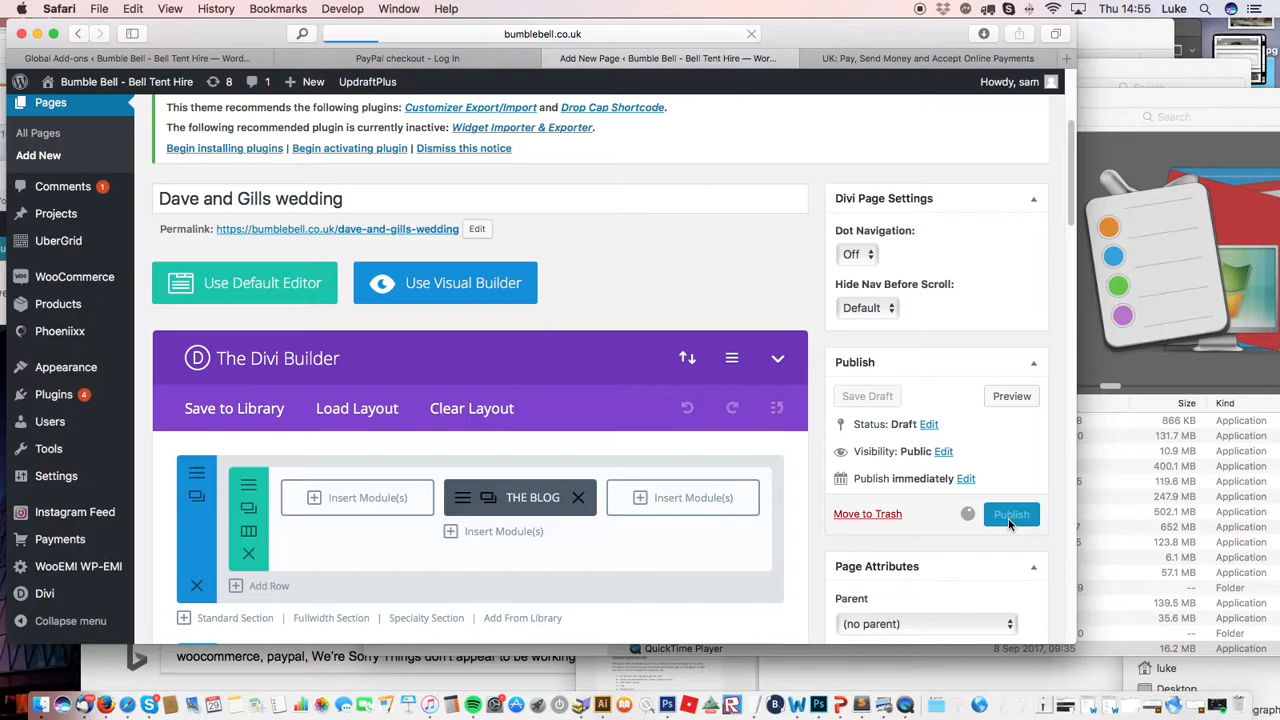 Safari File Edit View History Bookmarks Develop Window Help Thu 14:55 Luke
bumblebell.co.uk
Global Add-ons ‹ Bumble Bell - Bell Tent Hire — Word... PayPal checkout - Log In Add New Page ‹ Bumble Bell - Bell Tent Hire — Wor... UK: Pay, Send Money and Accept Online Payments
Bumble Bell - Bell Tent Hire 8 1 New UpdraftPlus Howdy, sam
Search
Search
Pages
All Pages
Add New
Comments 1
Projects
UberGrid
WooCommerce
Products
Phoeniixx
Appearance
Plugins 4
Users
Tools
Settings
Instagram Feed
Payments
WooEMI WP-EMI
Divi
Collapse menu
This theme recommends the following plugins: Customizer Export/Import and Drop Cap Shortcode.
The following recommended plugin is currently inactive: Widget Importer & Exporter.
Begin installing plugins | Begin activating plugin | Dismiss this notice
Dave and Gills wedding
Permalink: https://bumblebell.co.uk/dave-and-gills-wedding Edit
Use Default Editor Use Visual Builder
The Divi Builder
Save to Library Load Layout Clear Layout
Insert Module(s) THE BLOG Insert Module(s)
Insert Module(s)
Add Row
Standard Section | Fullwidth Section | Specialty Section | Add From Library
Divi Page Settings
Dot Navigation:
Off
Hide Nav Before Scroll:
Default
Publish
Save Draft Preview
Status: Draft Edit
Visibility: Public Edit
Publish immediately Edit
Move to Trash Publish
Page Attributes
Parent
(no parent)
Size Kind
866 KB Application
131.7 MB Application
10.9 MB Application
400.1 MB Application
119.6 MB Application
247.9 MB Application
502.1 MB Application
652 KB Application
123.8 MB Application
6.1 MB Application
57.1 MB Application
-- Folder
139.5 MB Application
35.6 MB Application
-- Folder
16.2 MB Application
woocommerce, paypal, We're Sorry Things don't appear to be working
QuickTime Player 8 Sep 2017, 09:35
luke
Desktop